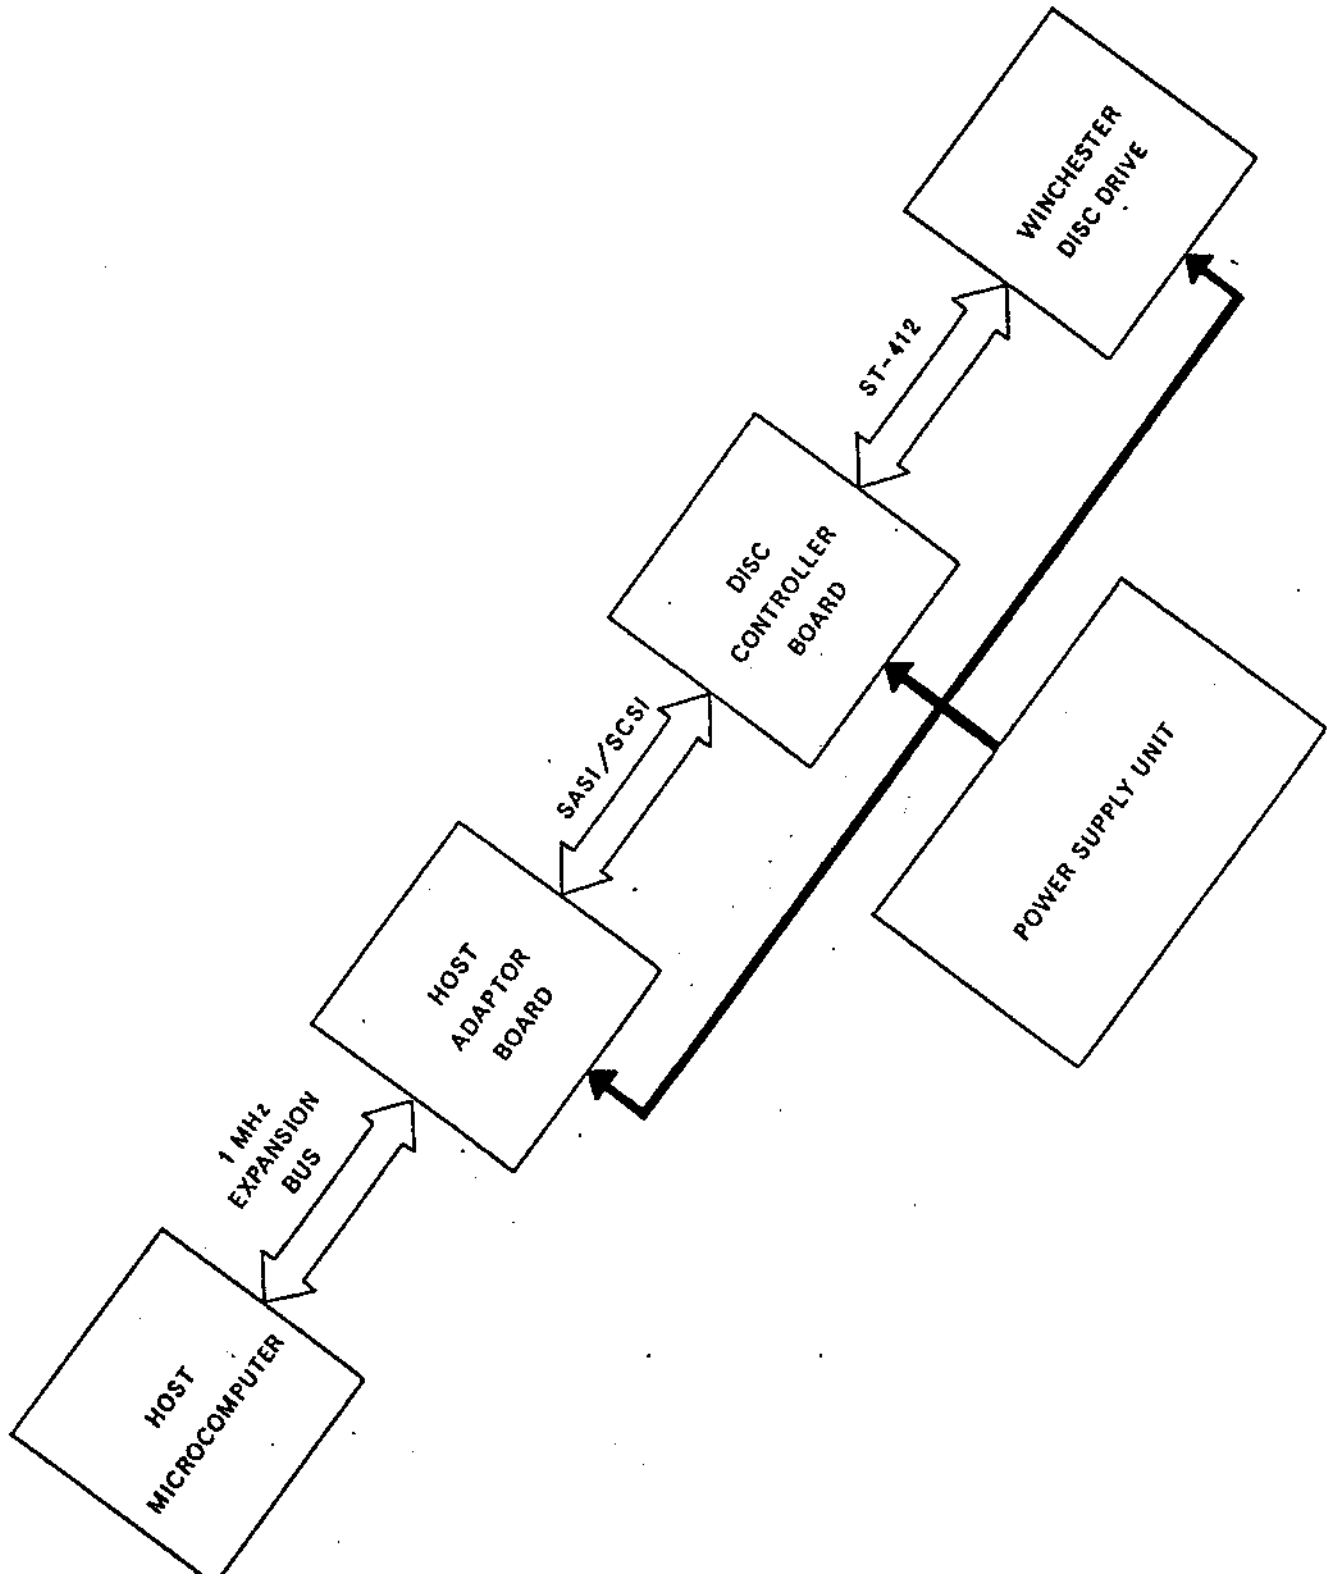 HOST
MICROCOMPUTER
1 MHz
EXPANSION
BUS
HOST
ADAPTOR
BOARD
SASI/SCSI
DISC
CONTROLLER
BOARD
ST-412
WINCHESTER
DISC DRIVE
POWER SUPPLY UNIT